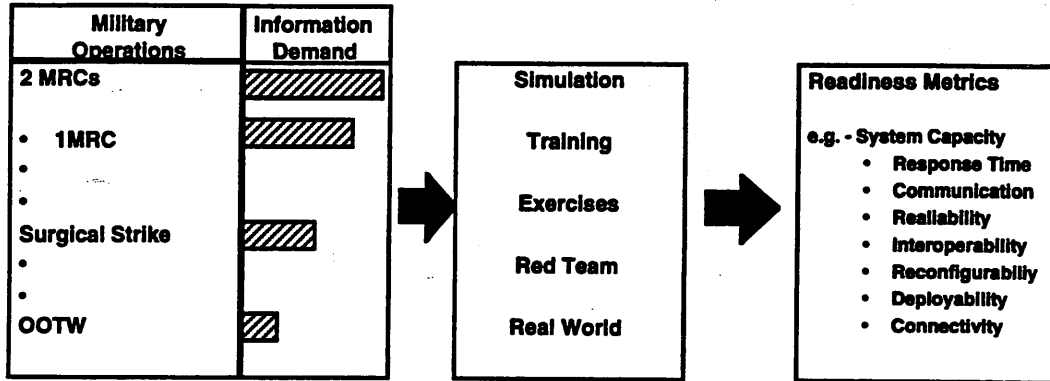 Military
Operations
Information
Demand
2 MRCs
• 1MRC
•
•
Surgical Strike
•
•
OOTW
Simulation
Training
Exercises
Red Team
Real World
Readiness Metrics
e.g. - System Capacity
• Response Time
• Communication
• Realiability
• Interoperability
• Reconfigurabiliy
• Deployability
• Connectivity